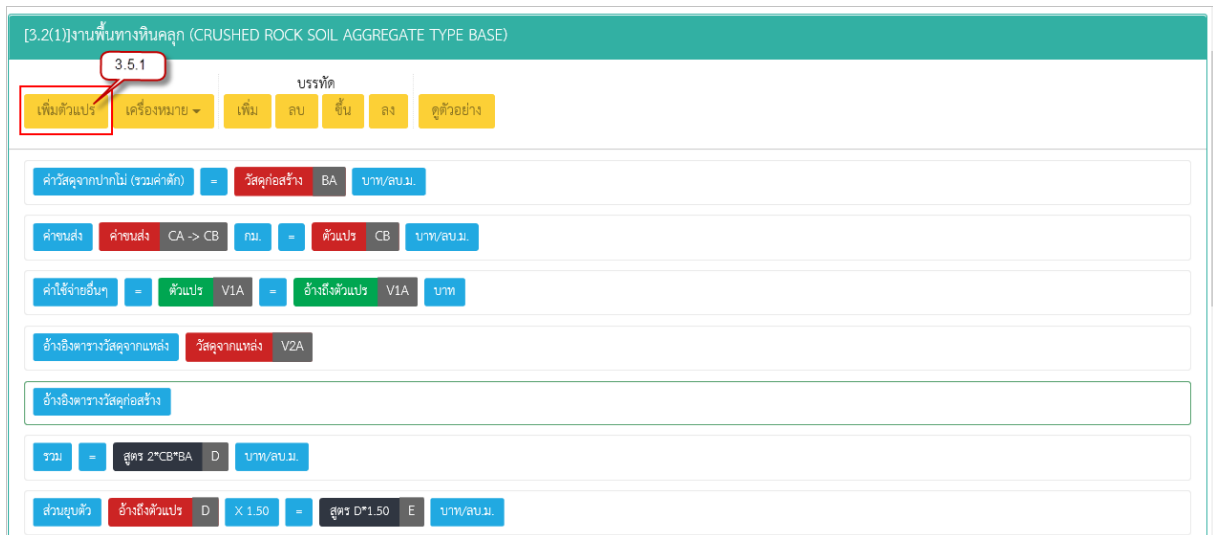 [3.2(1)]งานพื้นทางหินคลุก (CRUSHED ROCK SOIL AGGREGATE TYPE BASE)
3.5.1
บรรทัด
เพิ่มตัวแปร เครื่องหมาย เพิ่ม ลบ ขึ้น ลง ดูตัวอย่าง
ค่าวัสดุจากปากโม่ (รวมค่าตัก) = วัสดุก่อสร้าง BA บาท/ลบ.ม.
ค่าขนส่ง ค่าขนส่ง CA -> CB กม. = ตัวแปร CB บาท/ลบ.ม.
ค่าใช้จ่ายอื่นๆ = ตัวแปร V1A = อ้างถึงตัวแปร V1A บาท
อ้างอิงตารางวัสดุจากแหล่ง วัสดุจากแหล่ง V2A
อ้างอิงตารางวัสดุก่อสร้าง
รวม = สูตร 2*CB*BA D บาท/ลบ.ม.
ส่วนยุบตัว อ้างถึงตัวแปร D X 1.50 = สูตร D*1.50 E บาท/ลบ.ม.